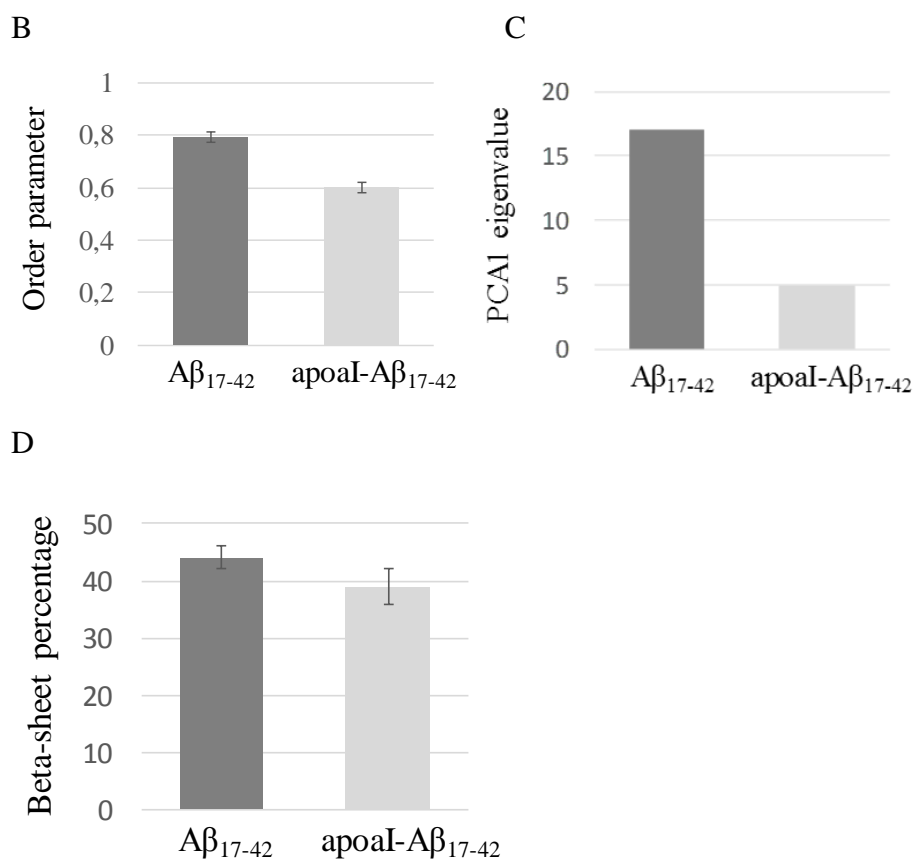 B
Order parameter
1
0,8
0,6
0,4
0,2
0
Aβ17-42 apoaI-Aβ17-42
C
PCA1 eigenvalue
20
15
10
5
0
Aβ17-42 apoaI-Aβ17-42
D
Beta-sheet percentage
50
40
30
20
10
0
Aβ17-42 apoaI-Aβ17-42